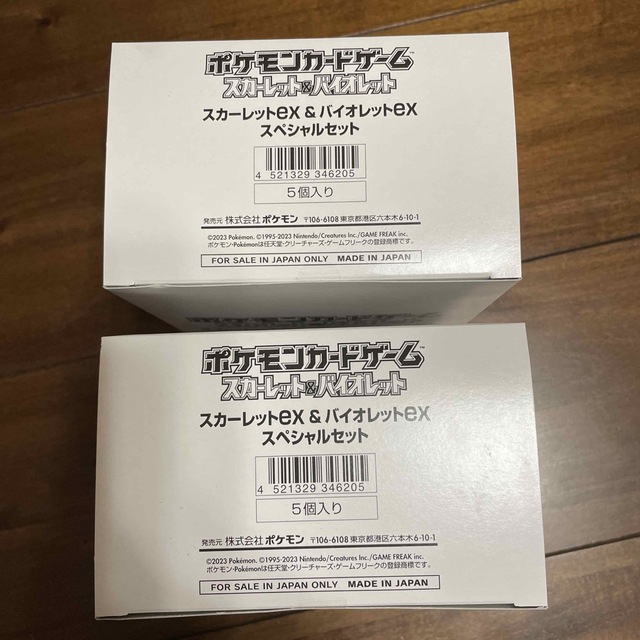 ポケモンカードゲーム™
スカーレット&バイオレット
スカーレットex & バイオレットex
スペシャルセット
4 521329 346205
5個入り
発売元 株式会社ポケモン 〒106-6108 東京都港区六本木6-10-1
©2023 Pokémon. ©1995-2023 Nintendo/Creatures Inc./GAME FREAK inc.
ポケモン・Pokémonは任天堂・クリーチャーズ・ゲームフリークの登録商標です。
FOR SALE IN JAPAN ONLY MADE IN JAPAN
ポケモンカードゲーム™
スカーレット&バイオレット
スカーレットex & バイオレットex
スペシャルセット
4 521329 346205
5個入り
発売元 株式会社ポケモン 〒106-6108 東京都港区六本木6-10-1
©2023 Pokémon. ©1995-2023 Nintendo/Creatures Inc./GAME FREAK inc.
ポケモン・Pokémonは任天堂・クリーチャーズ・ゲームフリークの登録商標です。
FOR SALE IN JAPAN ONLY MADE IN JAPAN